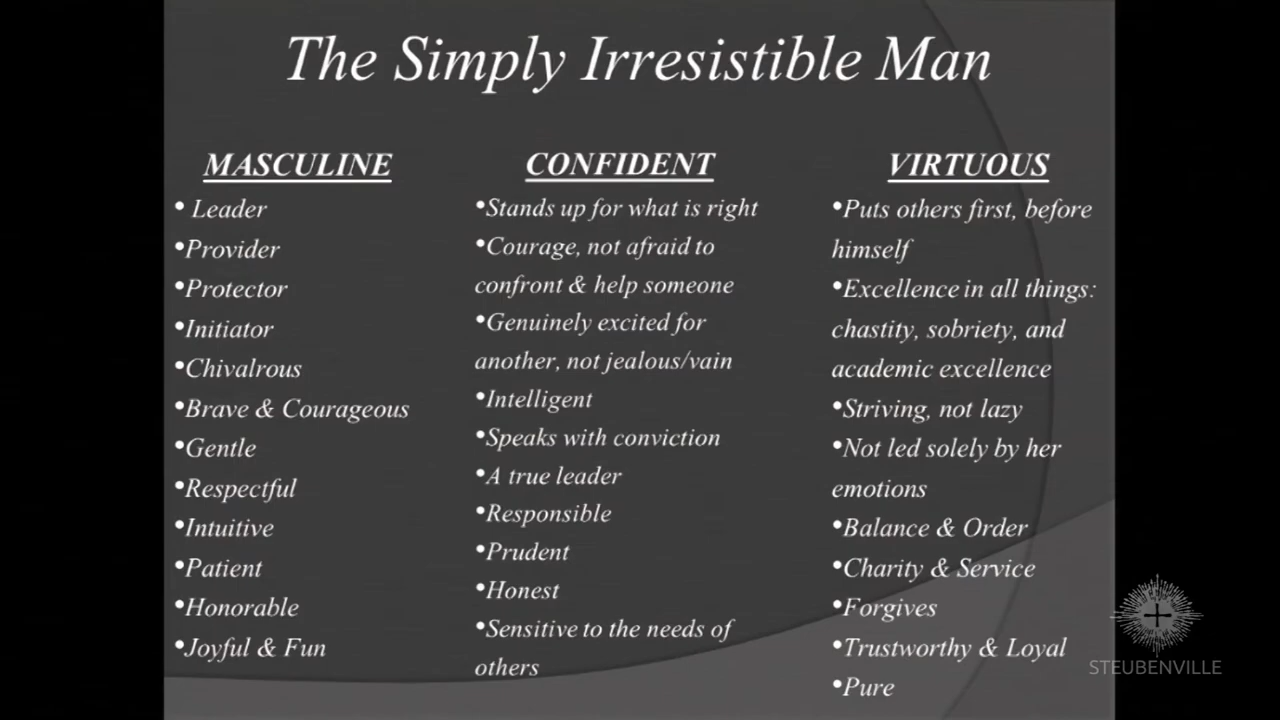 The Simply Irresistible Man
MASCULINE
• Leader
•Provider
•Protector
•Initiator
•Chivalrous
•Brave & Courageous
•Gentle
•Respectful
•Intuitive
•Patient
•Honorable
•Joyful & Fun
CONFIDENT
•Stands up for what is right
•Courage, not afraid to
confront & help someone
•Genuinely excited for
another, not jealous/vain
•Intelligent
•Speaks with conviction
•A true leader
•Responsible
•Prudent
•Honest
•Sensitive to the needs of
others
VIRTUOUS
•Puts others first, before
himself
•Excellence in all things:
chastity, sobriety, and
academic excellence
•Striving, not lazy
•Not led solely by her
emotions
•Balance & Order
•Charity & Service
•Forgives
•Trustworthy & Loyal
•Pure
STEUBENVILLE